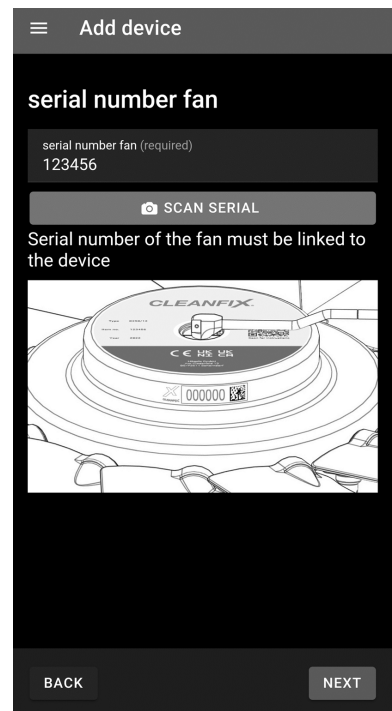 Add device
serial number fan
serial number fan (required)
123456
SCAN SERIAL
Serial number of the fan must be linked to
the device
CLEANFIX
000000
BACK
NEXT